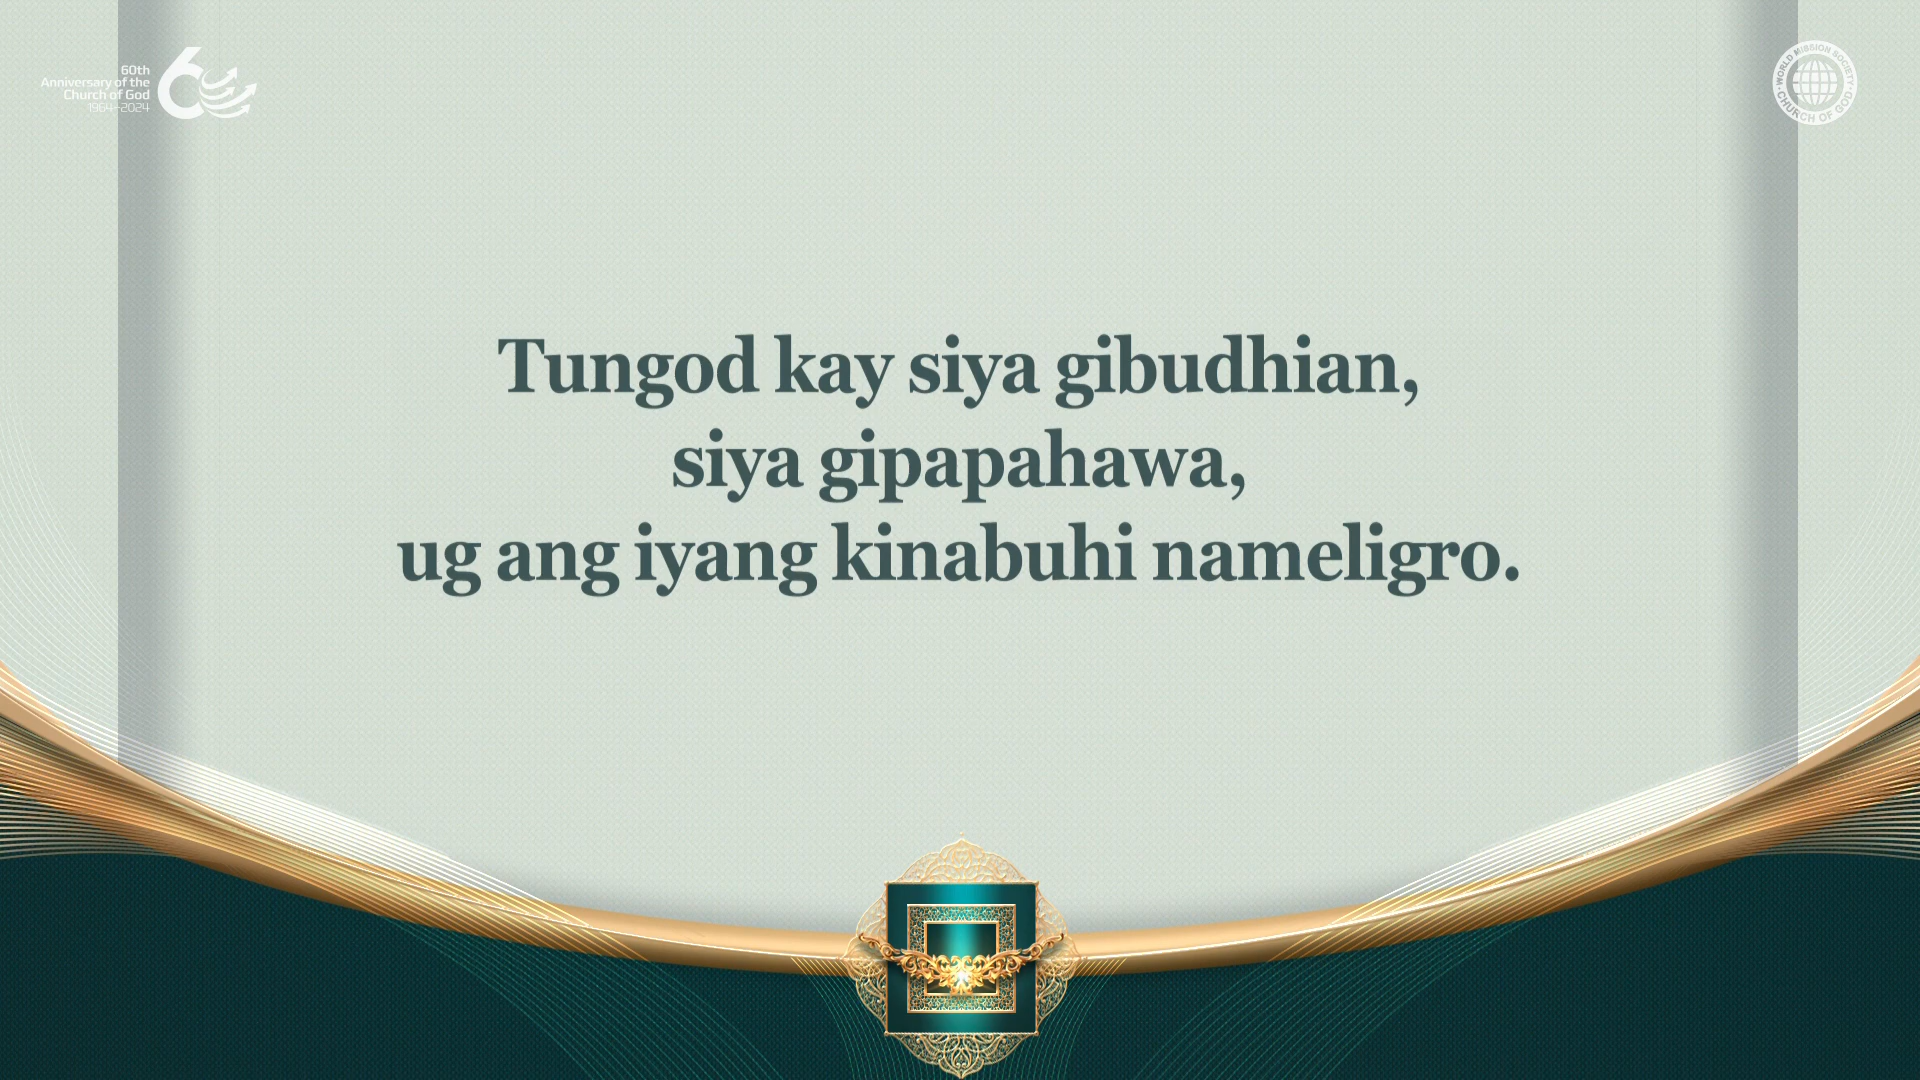 60th
Anniversary of the
Church of God
1964–2024
WORLD MISSION SOCIETY
CHURCH OF GOD
Tungod kay siya gibudhian,
siya gipapahawa,
ug ang iyang kinabuhi nameligro.